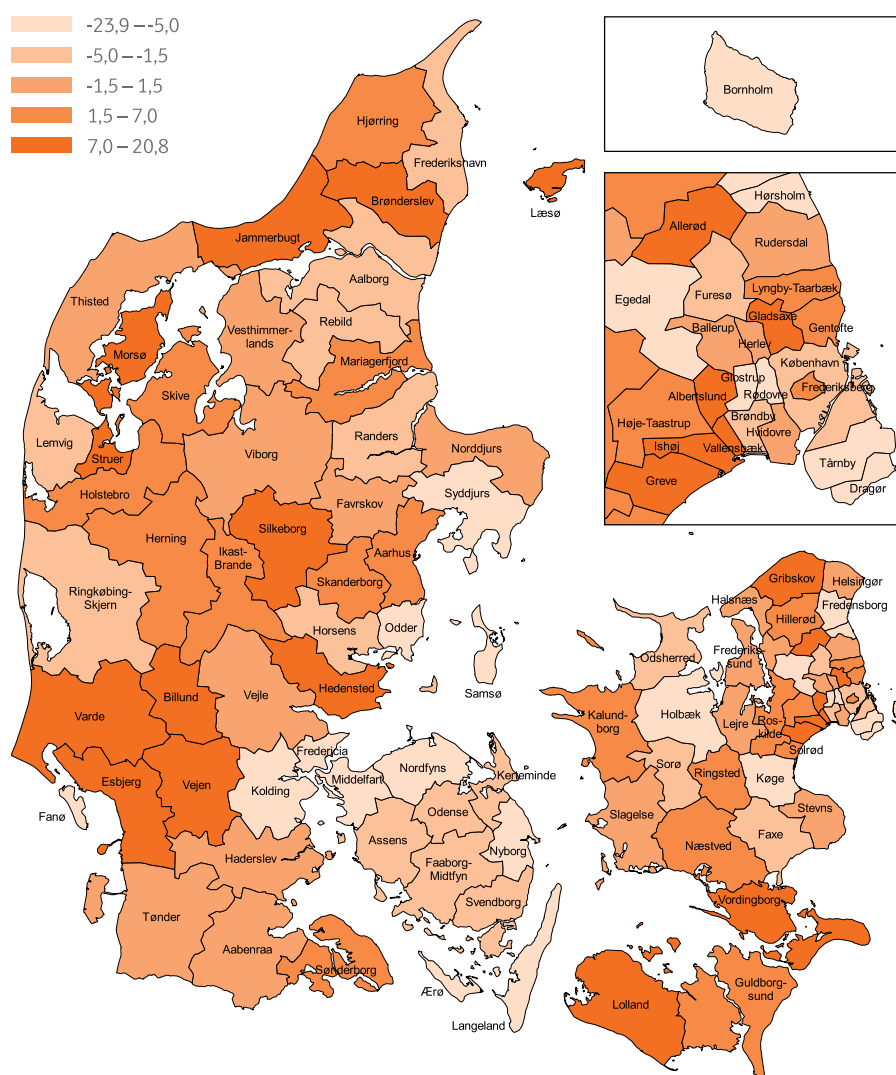 -23,9 – -5,0
-5,0 – -1,5
-1,5 – 1,5
1,5 – 7,0
7,0 – 20,8
Bornholm
Hjørring
Frederikshavn
Brønderslev
Læsø
Jammerbugt
Aalborg
Thisted
Rebild
Vesthimmer-
lands
Morsø
Mariagerfjord
Skive
Lemvig
Randers
Struer
Viborg
Norddjurs
Holstebro
Syddjurs
Favrskov
Silkeborg
Herning
Ikast-
Brande
Aarhus
Skanderborg
Ringkøbing-
Skjern
Horsens
Odder
Samsø
Hedensted
Billund
Vejle
Varde
Fredericia
Esbjerg
Vejen
Kolding
Middelfart
Nordfyns
Kerteminde
Fanø
Odense
Assens
Nyborg
Haderslev
Faaborg-
Midtfyn
Svendborg
Tønder
Aabenraa
Sønderborg
Ærø
Langeland
Hørsholm
Allerød
Rudersdal
Egedal
Furesø
Lyngby-Taarbæk
Gladsaxe
Ballerup
Gentofte
Herlev
København
Glostrup
Albertslund
Rødovre
Frederiksberg
Høje-Taastrup
Brøndby
Hvidovre
Ishøj
Vallensbæk
Tårnby
Greve
Dragør
Gribskov
Helsingør
Halsnæs
Fredensborg
Hillerød
Frederiks-
sund
Odsherred
Holbæk
Kalund-
borg
Lejre
Ros-
kilde
Solrød
Sorø
Ringsted
Køge
Slagelse
Stevns
Faxe
Næstved
Vordingborg
Guldborg-
sund
Lolland